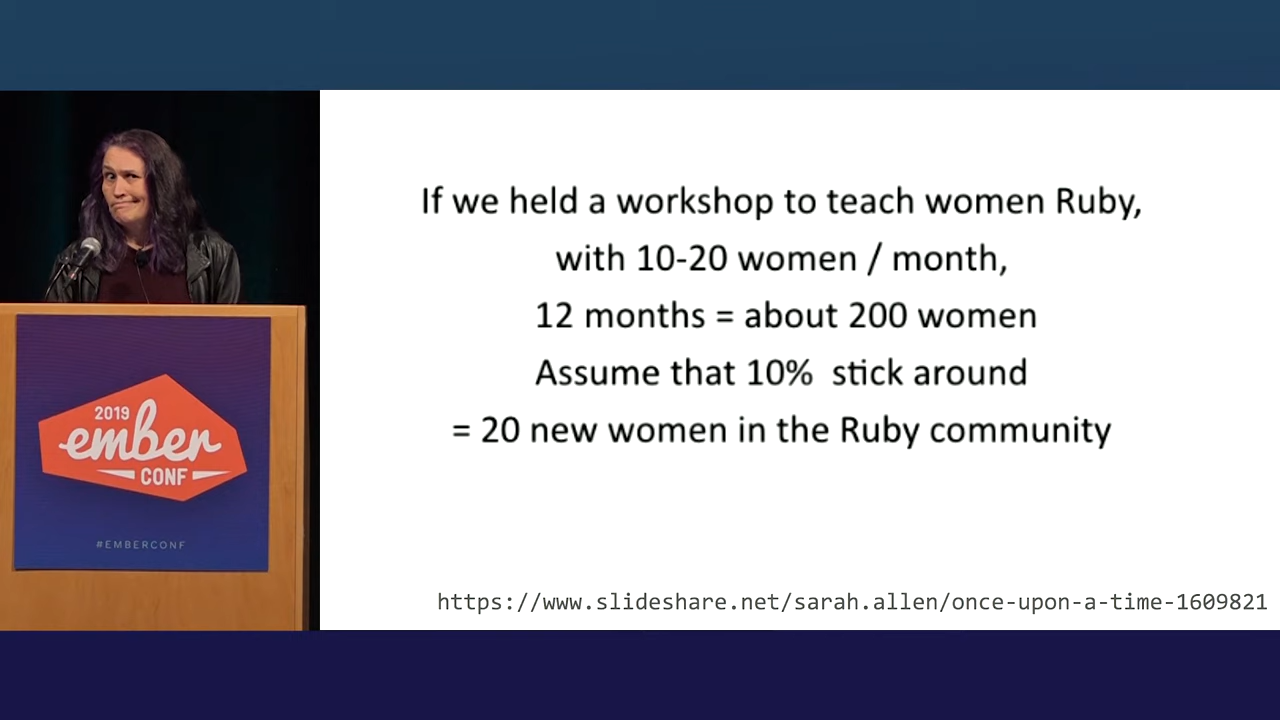 If we held a workshop to teach women Ruby,
with 10-20 women / month,
12 months = about 200 women
Assume that 10%  stick around
= 20 new women in the Ruby community
https://www.slideshare.net/sarah.allen/once-upon-a-time-1609821
2019
ember
CONF
#EMBERCONF